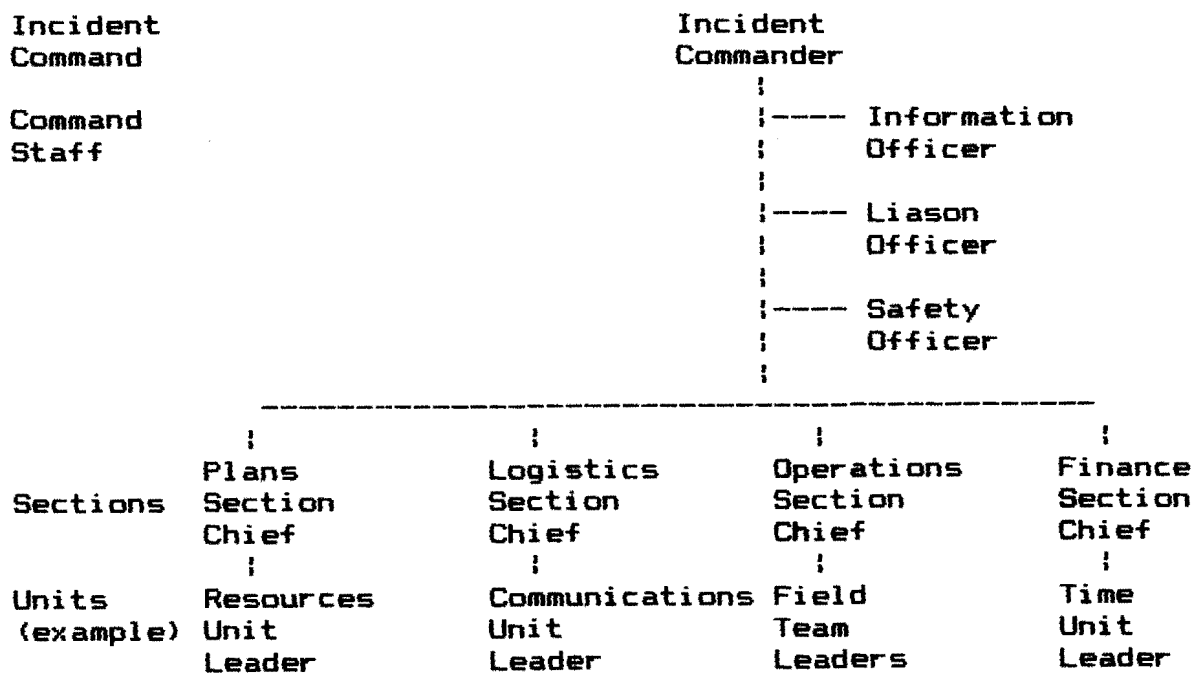 Incident Incident
Command Commander
Command Information
Staff Officer
Liason
Officer
Safety
Officer
Plans Logistics Operations Finance
Sections Section Section Section Section
Chief Chief Chief Chief
Units Resources Communications Field Time
(example) Unit Unit Team Unit
Leader Leader Leaders Leader